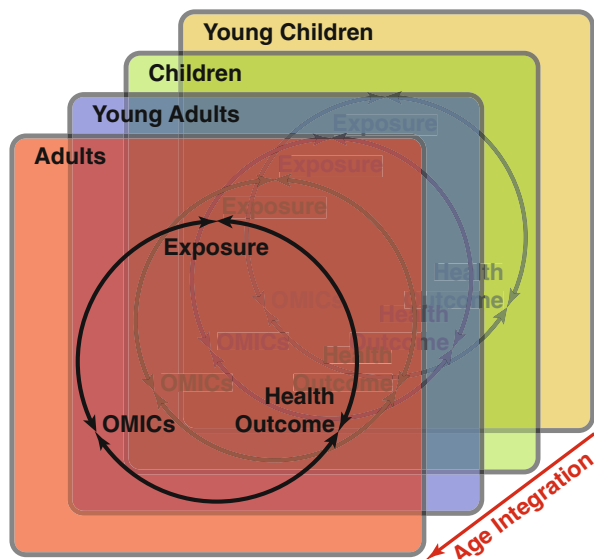 Young Children
Children
Young Adults
Adults
Exposure
Exposure
Exposure
Exposure
Health
Outcome
OMICs
Health
Outcome
OMICs
Health
Outcome
OMICs
Health
Outcome
OMICs
Age Integration